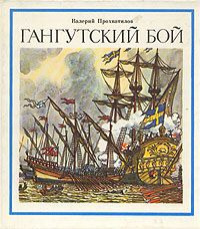 Валерий Прохватилов
ГАНГУТСКИЙ БОЙ